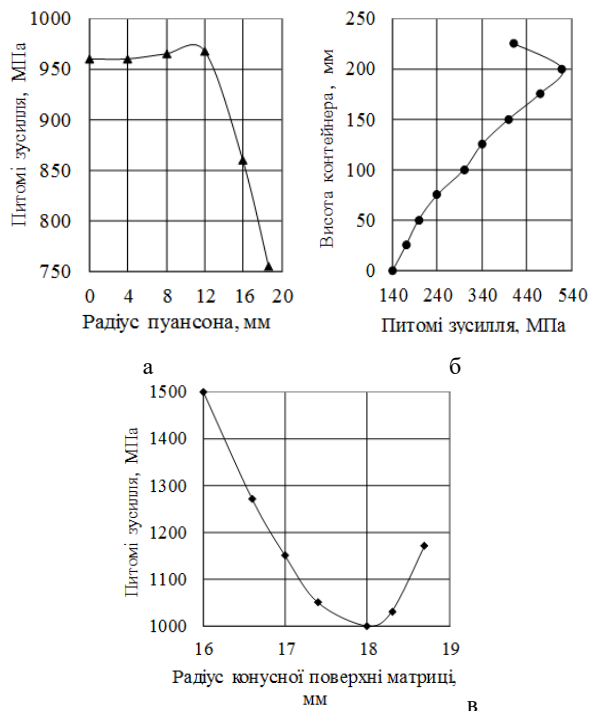 Питомі зусилля, МПа
1000
950
900
850
800
750
0 4 8 12 16 20
Радіус пуансона, мм
а
Висота контейнера, мм
250
200
150
100
50
0
140 240 340 440 540
Питомі зусилля, МПа
б
Питомі зусилля, МПа
1500
1400
1300
1200
1100
1000
16 17 18 19
Радіус конусної поверхні матриці,
мм
в